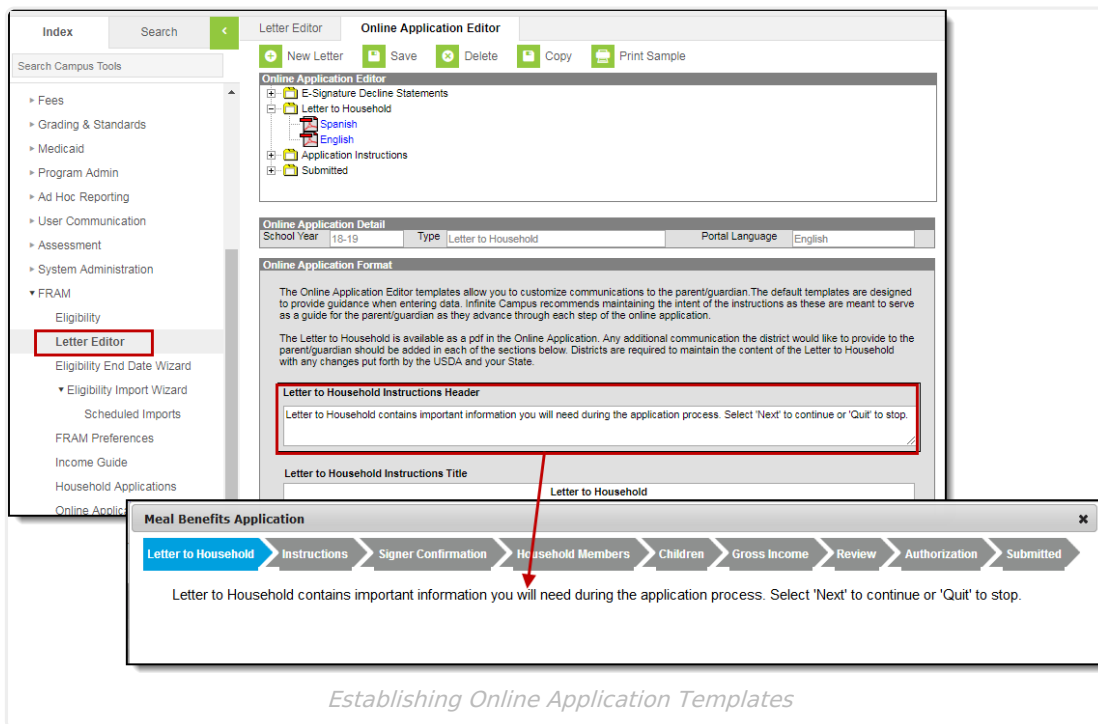 Index
Search
Letter Editor
Online Application Editor
Search Campus Tools
New Letter
Save
Delete
Copy
Print Sample
Fees
Grading & Standards
Medicaid
Program Admin
Ad Hoc Reporting
User Communication
Assessment
System Administration
FRAM
Eligibility
Letter Editor
Eligibility End Date Wizard
Eligibility Import Wizard
Scheduled Imports
FRAM Preferences
Income Guide
Household Applications
Online Applic
Online Application Editor
E-Signature Decline Statements
Letter to Household
Spanish
English
Application Instructions
Submitted
Online Application Detail
School Year 18-19 Type Letter to Household Portal Language English
Online Application Format
The Online Application Editor templates allow you to customize communications to the parent/guardian.The default templates are designed
to provide guidance when entering data. Infinite Campus recommends maintaining the intent of the instructions as these are meant to serve
as a guide for the parent/guardian as they advance through each step of the online application.
The Letter to Household is available as a pdf in the Online Application. Any additional communication the district would like to provide to the
parent/guardian should be added in each of the sections below. Districts are required to maintain the content of the Letter to Household
with any changes put forth by the USDA and your State.
Letter to Household Instructions Header
Letter to Household contains important information you will need during the application process. Select 'Next' to continue or 'Quit' to stop.
Letter to Household Instructions Title
Letter to Household
Meal Benefits Application
Letter to Household Instructions Signer Confirmation Household Members Children Gross Income Review Authorization Submitted
Letter to Household contains important information you will need during the application process. Select 'Next' to continue or 'Quit' to stop.
Establishing Online Application Templates